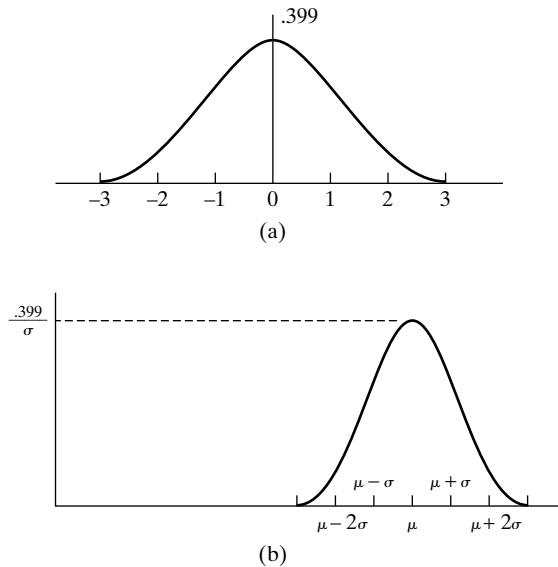 .399
–3 –2 –1 0 1 2 3
(a)
.399
σ
μ – σ μ + σ
μ – 2σ μ μ + 2σ
(b)